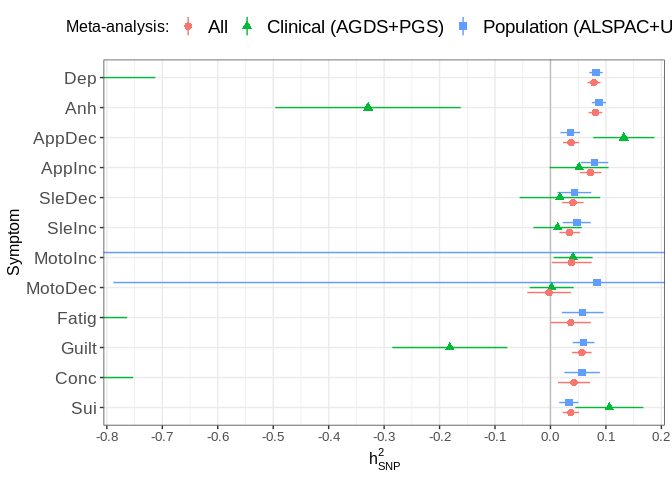 Meta-analysis: All Clinical (AGDS+PGS) Population (ALSPAC+U
Symptom
Dep
Anh
AppDec
AppInc
SleDec
SleInc
MotoInc
MotoDec
Fatig
Guilt
Conc
Sui
-0.8 -0.7 -0.6 -0.5 -0.4 -0.3 -0.2 -0.1 0.0 0.1 0.2
h²SNP